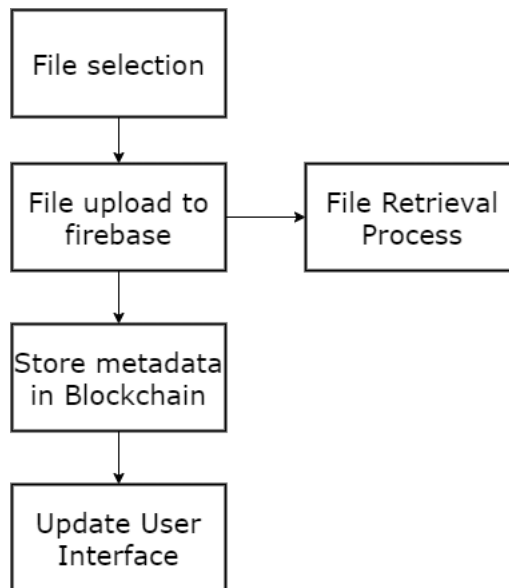 File selection
File upload to
firebase
File Retrieval
Process
Store metadata
in Blockchain
Update User
Interface